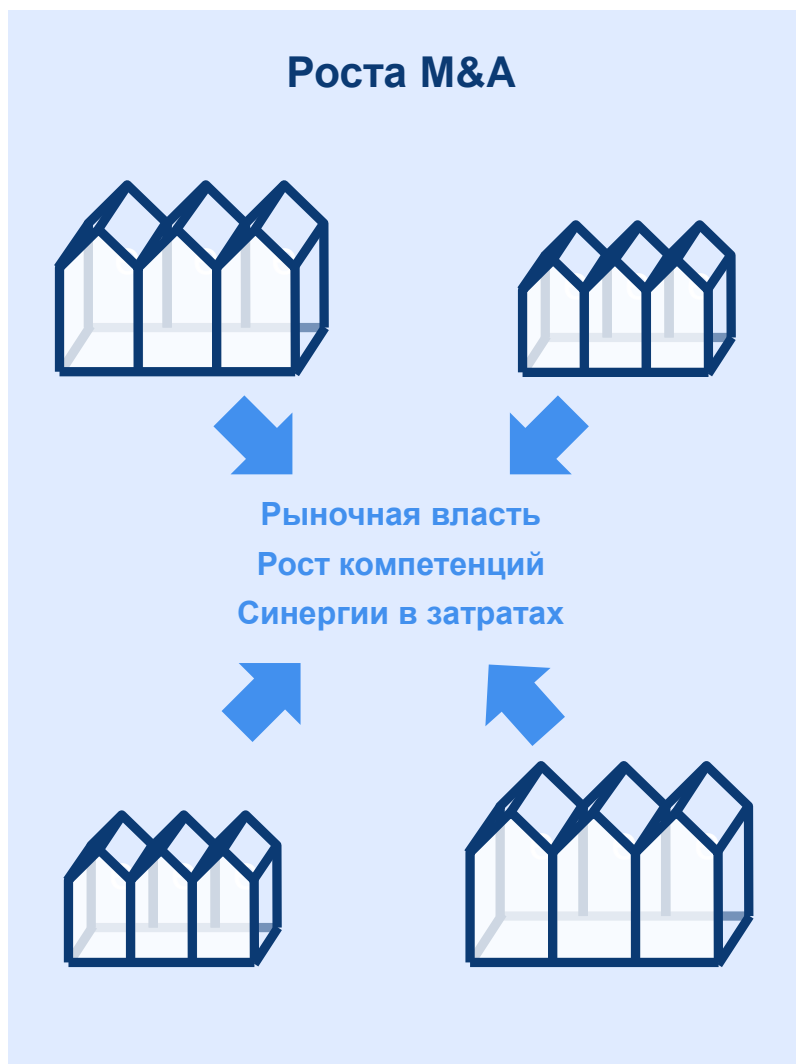 Роста M&A
Рыночная власть
Рост компетенций
Синергии в затратах